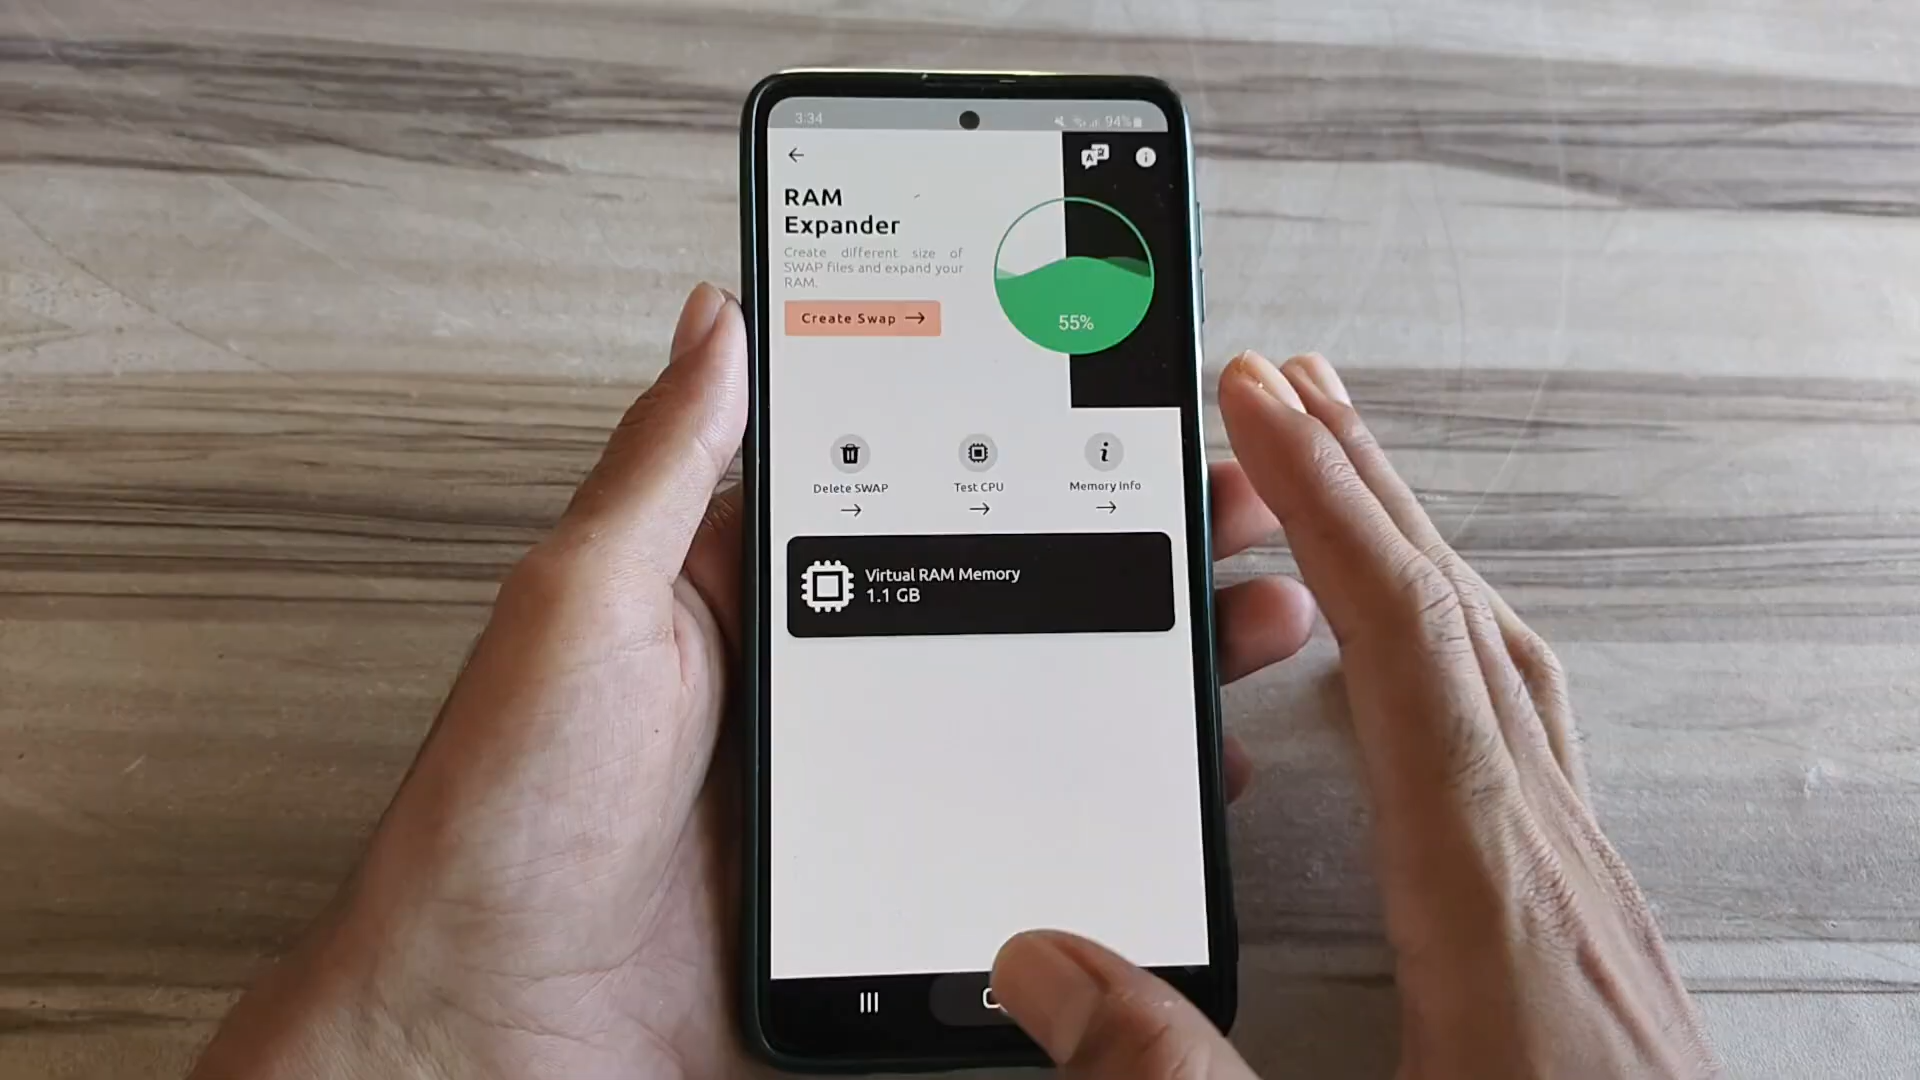 3:34
94%
RAM
Expander
Create different size of
SWAP files and expand your
RAM.
Create Swap
55%
Delete SWAP
Test CPU
Memory Info
Virtual RAM Memory
1.1 GB